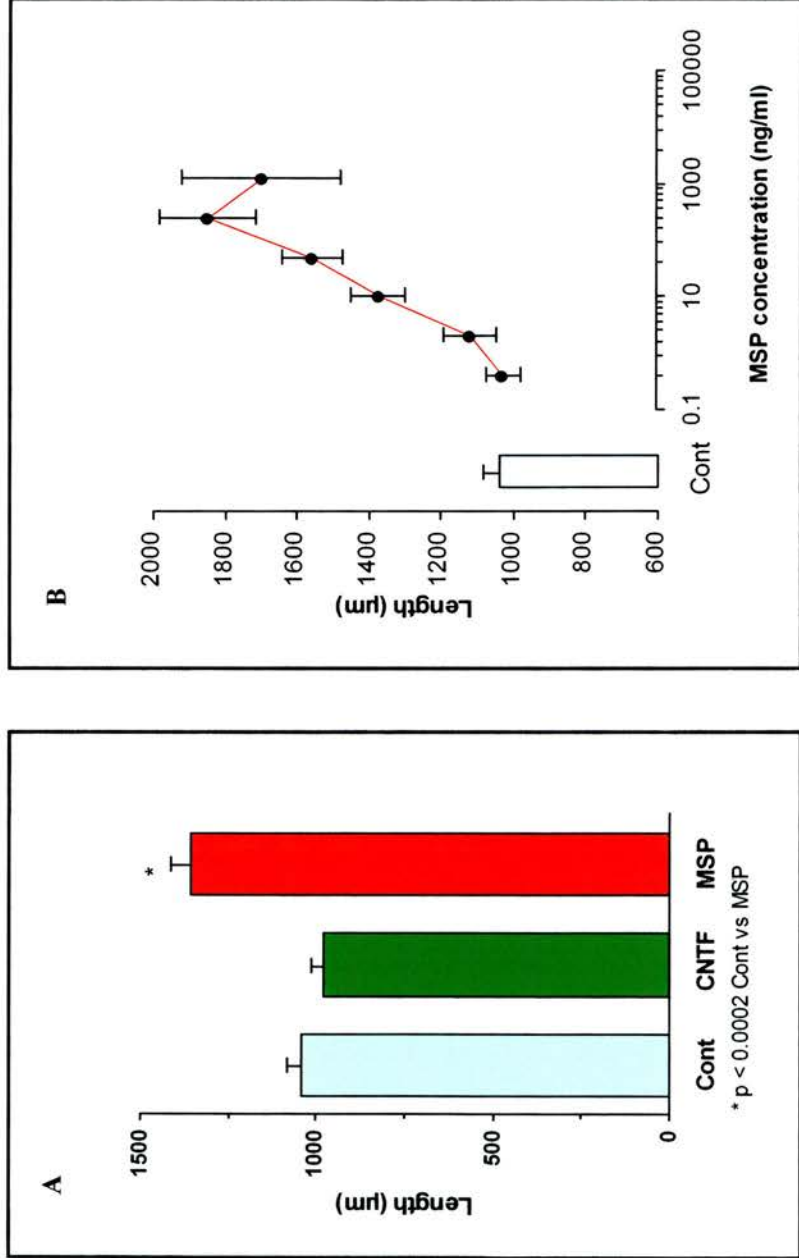 A
Length (µm)
1500
1000
500
0
Cont CNTF MSP
*
* p < 0.0002 Cont vs MSP
B
Length (µm)
2000
1800
1600
1400
1200
1000
800
600
Cont
0.1 10 1000 100000
MSP concentration (ng/ml)